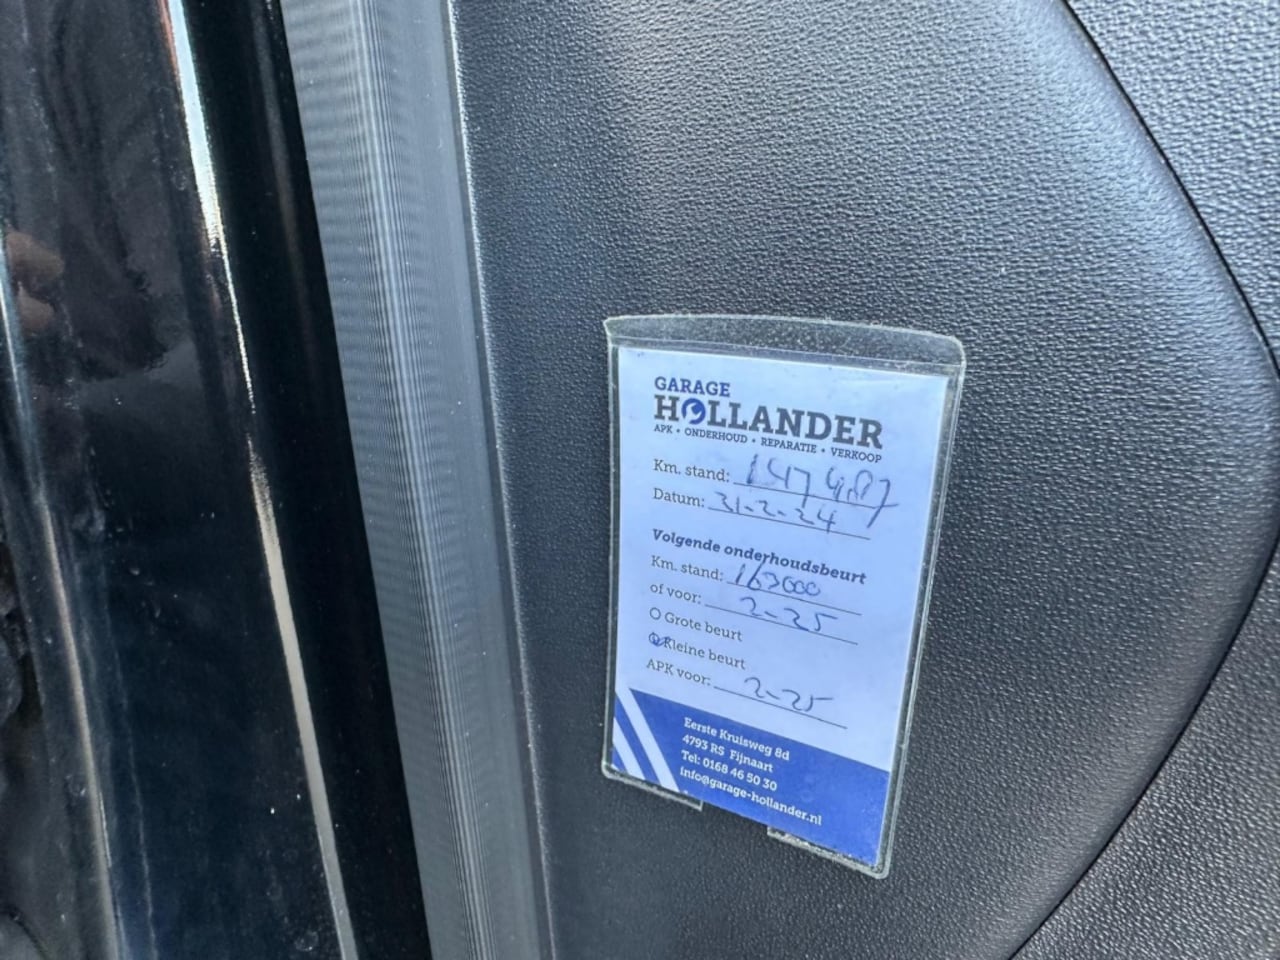 GARAGE
HOLLANDER
APK • ONDERHOUD • REPARATIE • VERKOOP
Km. stand: 147487
Datum: 21-2-24
Volgende onderhoudsbeurt
Km. stand: 163000
of voor: 2-25
O Grote beurt
Kleine beurt
APK voor: 2-25
Eerste Kruisweg 8d
4793 RS Fijnaart
Tel: 0168 46 50 30
info@garage-hollander.nl